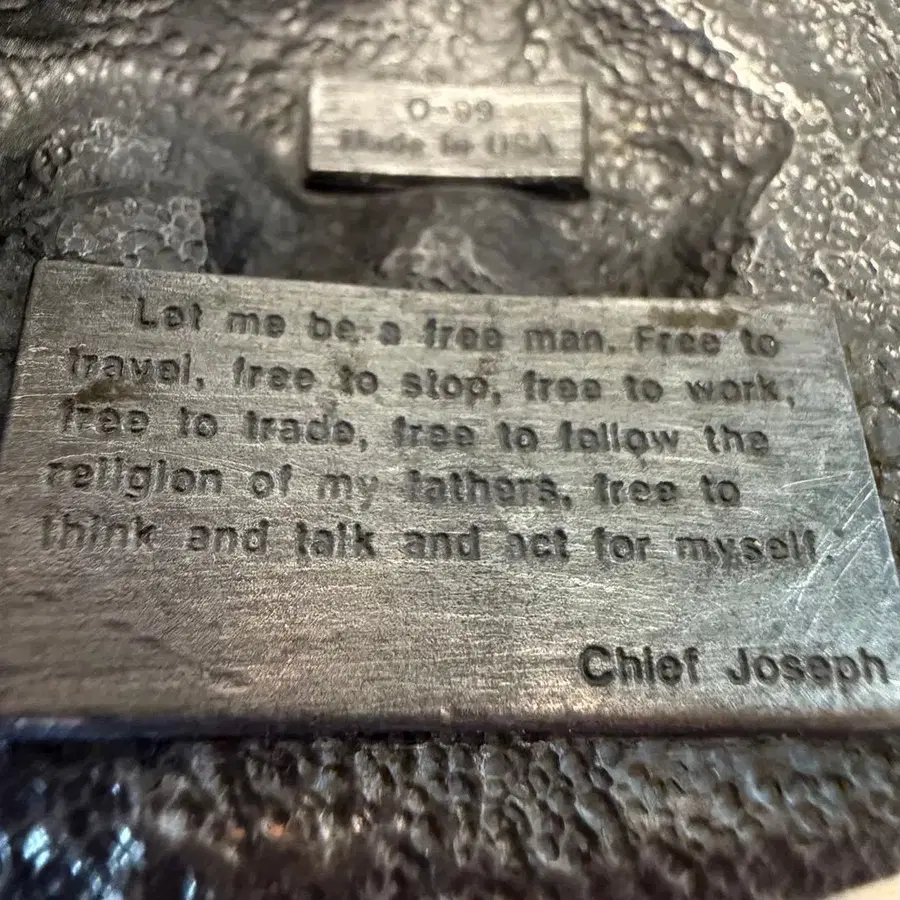 O-99
Made in USA
Let me be a free man. Free to
travel, free to stop, free to work,
free to trade, free to follow the
religion of my fathers, free to
think and talk and act for myself.
Chief Joseph